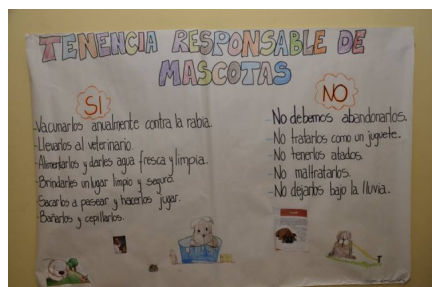 TENENCIA RESPONSABLE DE
MASCOTAS
SI
-Vacunarlos anualmente contra la rabia.
-Llevarlos al veterinario.
-Alimentarlos y darles agua fresca y limpia.
-Brindarles un lugar limpio y seguro.
-Sacarlos a pasear y hacerlos jugar.
-Bañarlos y cepillarlos.
NO
-No debemos abandonarlos.
-No tratarlos como un juguete.
-No tenerlos atados.
-No maltratarlos.
-No dejarlos bajo la lluvia.